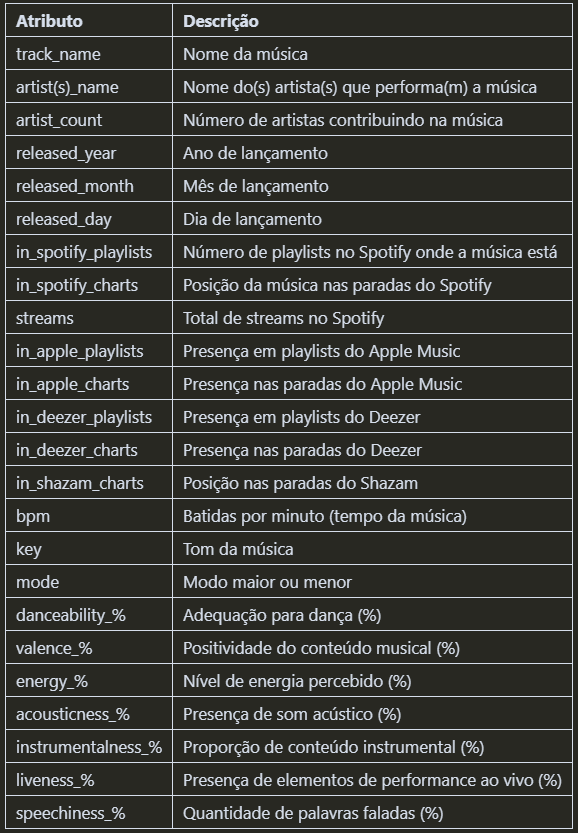 Atributo Descrição
track_name Nome da música
artist(s)_name Nome do(s) artista(s) que performa(m) a música
artist_count Número de artistas contribuindo na música
released_year Ano de lançamento
released_month Mês de lançamento
released_day Dia de lançamento
in_spotify_playlists Número de playlists no Spotify onde a música está
in_spotify_charts Posição da música nas paradas do Spotify
streams Total de streams no Spotify
in_apple_playlists Presença em playlists do Apple Music
in_apple_charts Presença nas paradas do Apple Music
in_deezer_playlists Presença em playlists do Deezer
in_deezer_charts Presença nas paradas do Deezer
in_shazam_charts Posição nas paradas do Shazam
bpm Batidas por minuto (tempo da música)
key Tom da música
mode Modo maior ou menor
danceability_% Adequação para dança (%)
valence_% Positividade do conteúdo musical (%)
energy_% Nível de energia percebido (%)
acousticness_% Presença de som acústico (%)
instrumentalness_% Proporção de conteúdo instrumental (%)
liveness_% Presença de elementos de performance ao vivo (%)
speechiness_% Quantidade de palavras faladas (%)